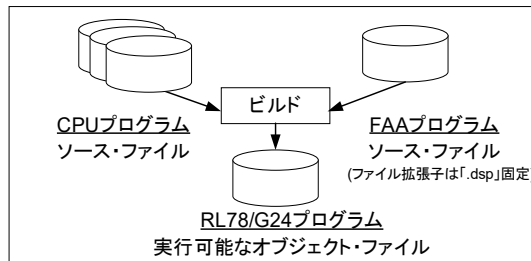 ビルド
CPUプログラム
ソース・ファイル
FAAプログラム
ソース・ファイル
(ファイル拡張子は「.dsp」固定
RL78/G24プログラム
実行可能なオブジェクト・ファイル